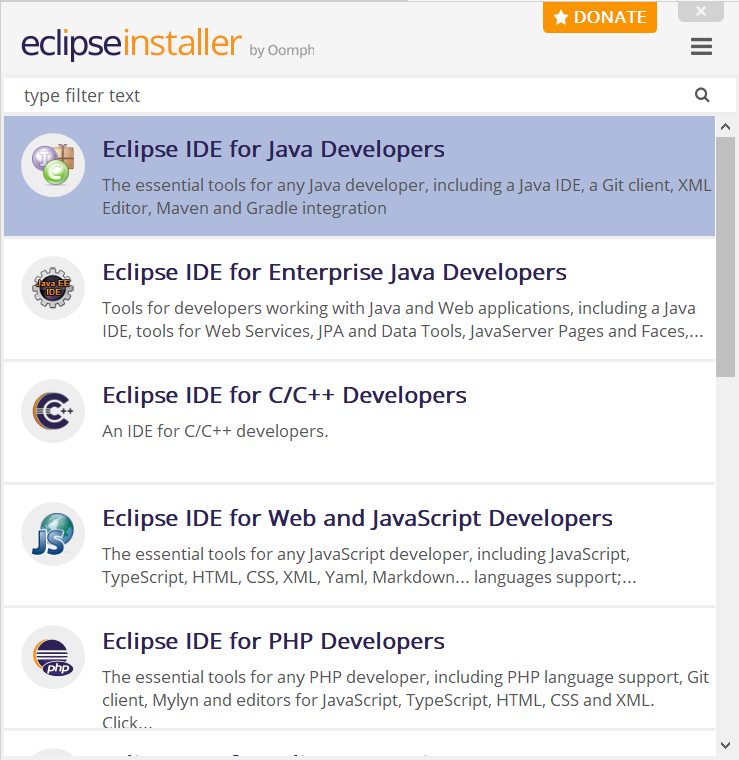 DONATE
eclipseinstaller by Oomph
type filter text
Eclipse IDE for Java Developers
The essential tools for any Java developer, including a Java IDE, a Git client, XML
Editor, Maven and Gradle integration
Java EE
IDE
Eclipse IDE for Enterprise Java Developers
Tools for developers working with Java and Web applications, including a Java
IDE, tools for Web Services, JPA and Data Tools, JavaServer Pages and Faces,...
C++
Eclipse IDE for C/C++ Developers
An IDE for C/C++ developers.
JS
Eclipse IDE for Web and JavaScript Developers
The essential tools for any JavaScript developer, including JavaScript,
TypeScript, HTML, CSS, XML, Yaml, Markdown... languages support;...
php
Eclipse IDE for PHP Developers
The essential tools for any PHP developer, including PHP language support, Git
client, Mylyn and editors for JavaScript, TypeScript, HTML, CSS and XML.
Click...